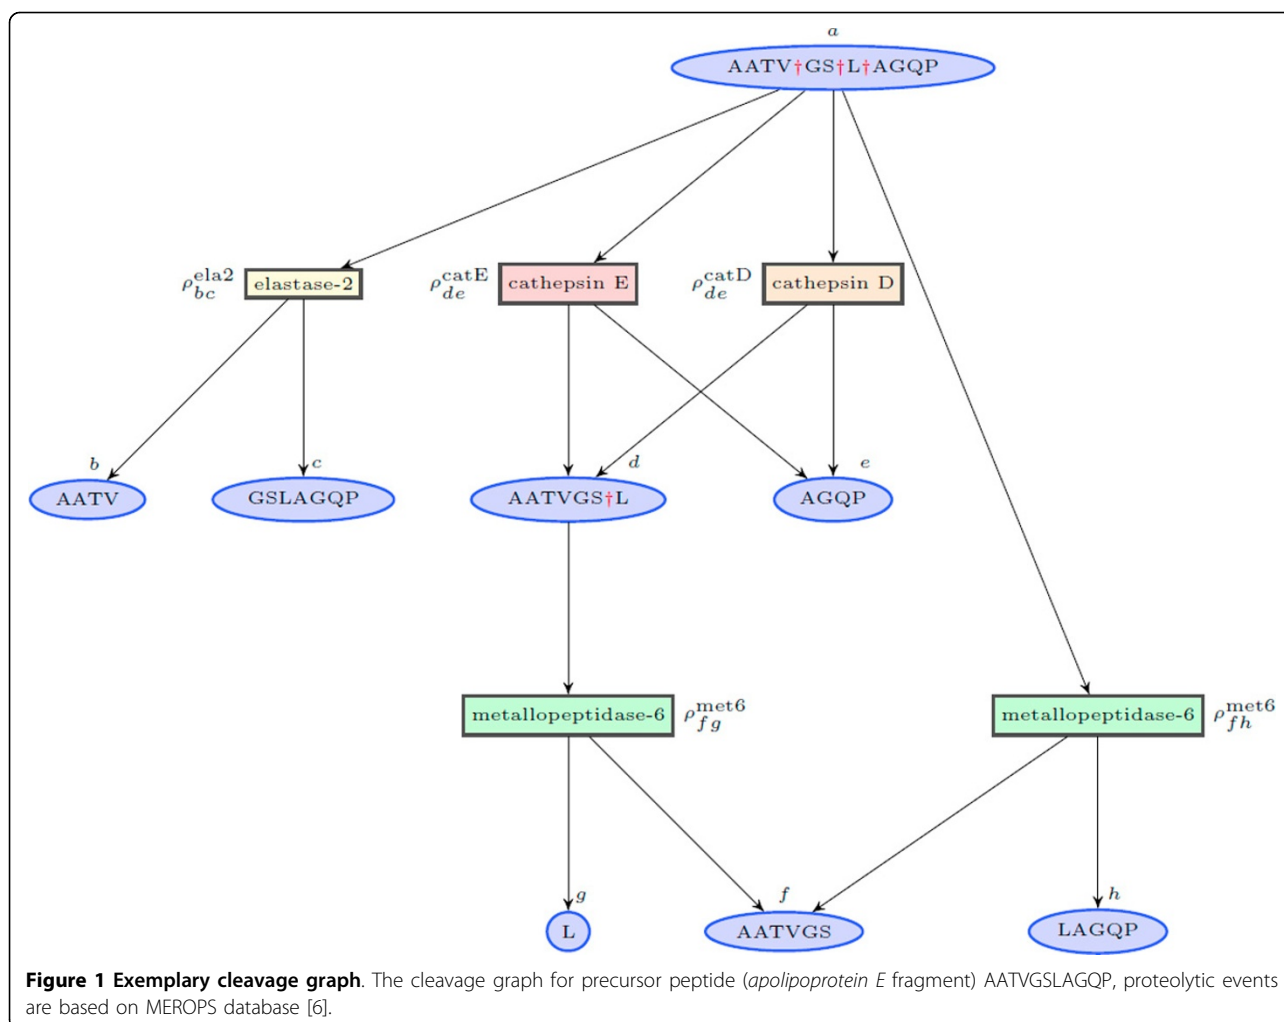 a
AATV†GS†L†AGQP
ρ^ela2_bc elastase-2 ρ^catE_de cathepsin E ρ^catD_de cathepsin D
b c d e
AATV GSLAGQP AATVGS†L AGQP
metallopeptidase-6 ρ^met6_fg metallopeptidase-6 ρ^met6_fh
g f h
L AATVGS LAGQP
Figure 1 Exemplary cleavage graph. The cleavage graph for precursor peptide (apolipoprotein E fragment) AATVGSLAGQP, proteolytic events
are based on MEROPS database [6].